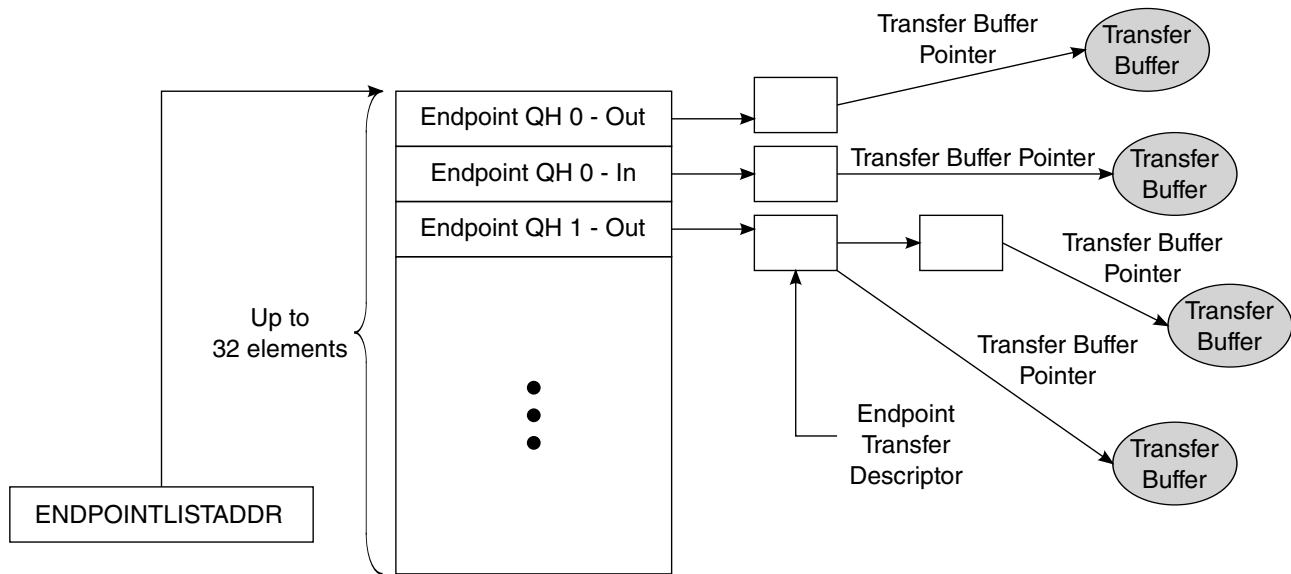 Transfer Buffer
Pointer
Transfer
Buffer
Endpoint QH 0 - Out
Endpoint QH 0 - In
Transfer Buffer Pointer
Transfer
Buffer
Endpoint QH 1 - Out
Transfer Buffer
Pointer
Transfer
Buffer
Up to
32 elements
Transfer Buffer
Pointer
Endpoint
Transfer
Descriptor
Transfer
Buffer
ENDPOINTLISTADDR